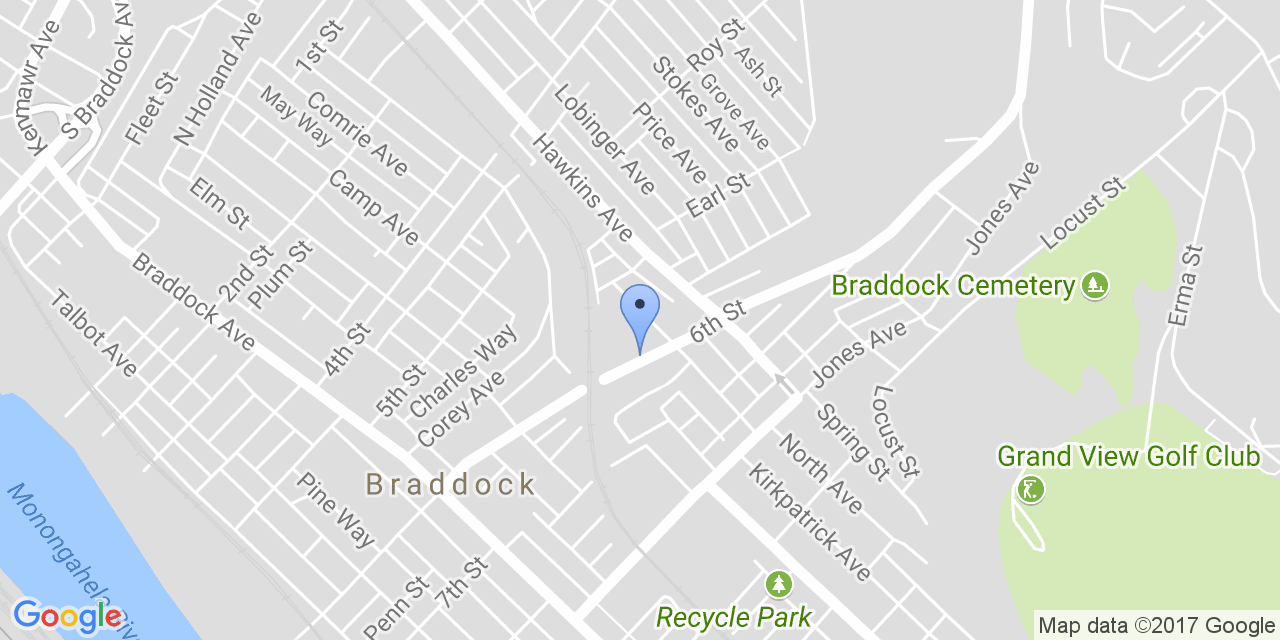 Kenmawr Ave
S Braddock Av
Fleet St
N Holland Ave
1st St
May Way
Comrie Ave
Camp Ave
Elm St
2nd St
Plum St
Braddock Ave
Talbot Ave
4th St
5th St
Charles Way
Corey Ave
Roy St
Ash St
Stokes Ave
Grove Ave
Price Ave
Lobinger Ave
Hawkins Ave
Earl St
6th St
Jones Ave
Locust St
Braddock Cemetery
Erma St
Jones Ave
Locust St
Spring St
North Ave
Kirkpatrick Ave
Grand View Golf Club
Braddock
Pine Way
Penn St
7th St
Monongahela Rive
Recycle Park
Google
Map data ©2017 Google